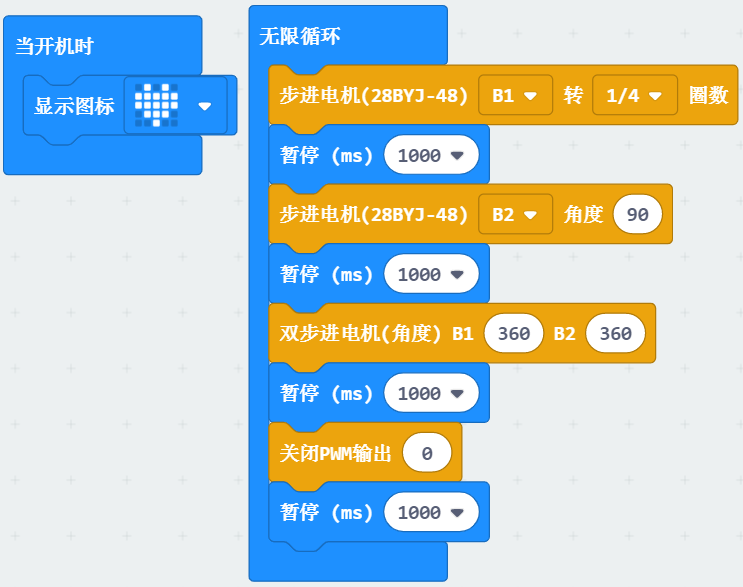 当开机时
显示图标
无限循环
步进电机(28BYJ-48) B1 转 1/4 圈数
暂停 (ms) 1000
步进电机(28BYJ-48) B2 角度 90
暂停 (ms) 1000
双步进电机(角度) B1 360 B2 360
暂停 (ms) 1000
关闭PWM输出 0
暂停 (ms) 1000